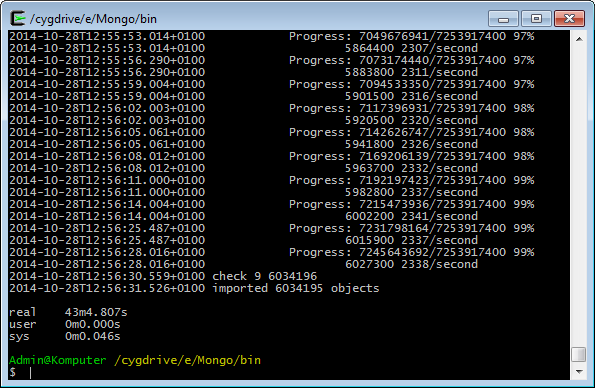 /cygdrive/e/Mongo/bin
2014-10-28T12:55:53.014+0100 Progress: 7049676941/7253917400 97%
2014-10-28T12:55:53.014+0100 5864400 2307/second
2014-10-28T12:55:56.290+0100 Progress: 7073174440/7253917400 97%
2014-10-28T12:55:56.290+0100 5883800 2311/second
2014-10-28T12:55:59.004+0100 Progress: 7094533350/7253917400 97%
2014-10-28T12:55:59.004+0100 5901500 2316/second
2014-10-28T12:56:02.003+0100 Progress: 7117396931/7253917400 98%
2014-10-28T12:56:02.003+0100 5920500 2320/second
2014-10-28T12:56:05.061+0100 Progress: 7142626747/7253917400 98%
2014-10-28T12:56:05.061+0100 5941800 2326/second
2014-10-28T12:56:08.012+0100 Progress: 7169206139/7253917400 98%
2014-10-28T12:56:08.012+0100 5963700 2332/second
2014-10-28T12:56:11.000+0100 Progress: 7192197423/7253917400 99%
2014-10-28T12:56:11.000+0100 5982800 2337/second
2014-10-28T12:56:14.004+0100 Progress: 7215473936/7253917400 99%
2014-10-28T12:56:14.004+0100 6002200 2341/second
2014-10-28T12:56:25.487+0100 Progress: 7231798164/7253917400 99%
2014-10-28T12:56:25.487+0100 6015900 2337/second
2014-10-28T12:56:28.016+0100 Progress: 7245643692/7253917400 99%
2014-10-28T12:56:28.016+0100 6027300 2338/second
2014-10-28T12:56:30.559+0100 check 9 6034196
2014-10-28T12:56:31.526+0100 imported 6034195 objects
real 43m4.807s
user 0m0.000s
sys 0m0.046s
Admin@Komputer /cygdrive/e/Mongo/bin
$